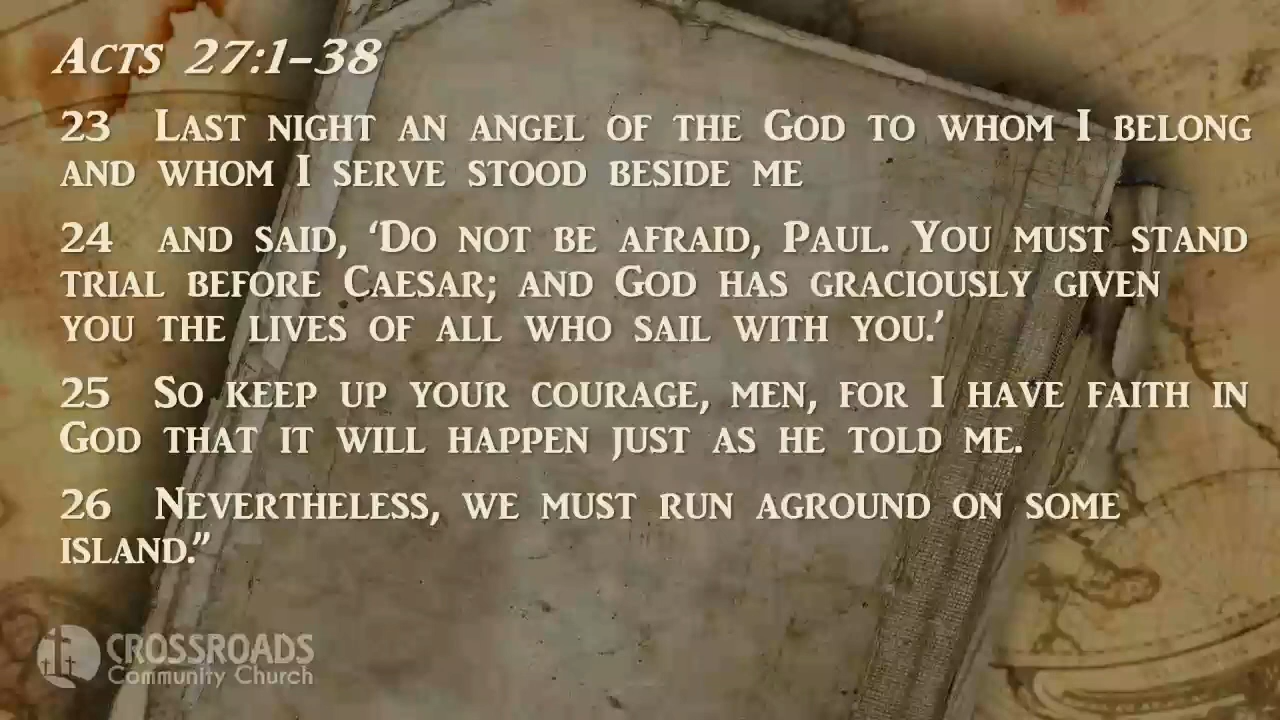 Acts 27:1-38
23 Last night an angel of the God to whom I belong
and whom I serve stood beside me
24 and said, ‘Do not be afraid, Paul. You must stand
trial before Caesar; and God has graciously given
you the lives of all who sail with you.’
25 So keep up your courage, men, for I have faith in
God that it will happen just as he told me.
26 Nevertheless, we must run aground on some
island.”
CROSSROADS
Community Church